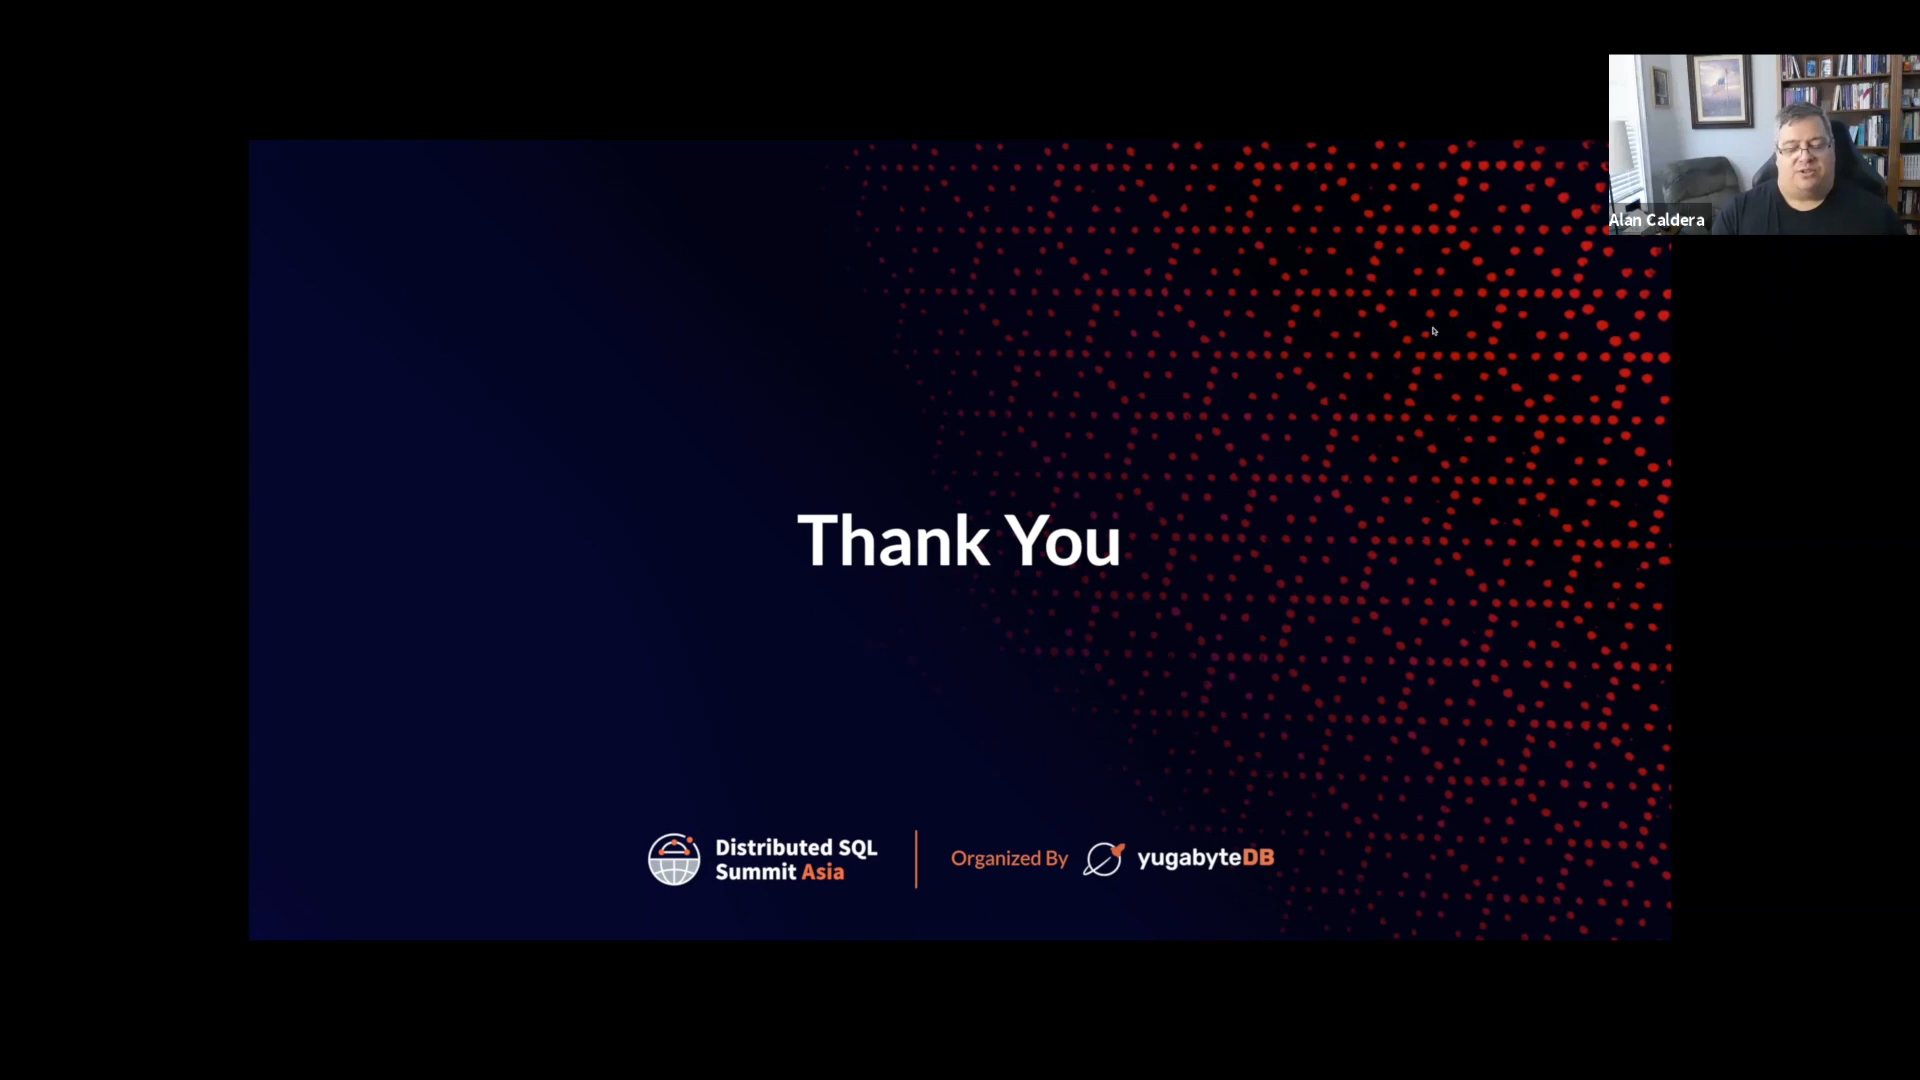 Alan Caldera
Thank You
Distributed SQL
Summit Asia
Organized By
yugabyteDB